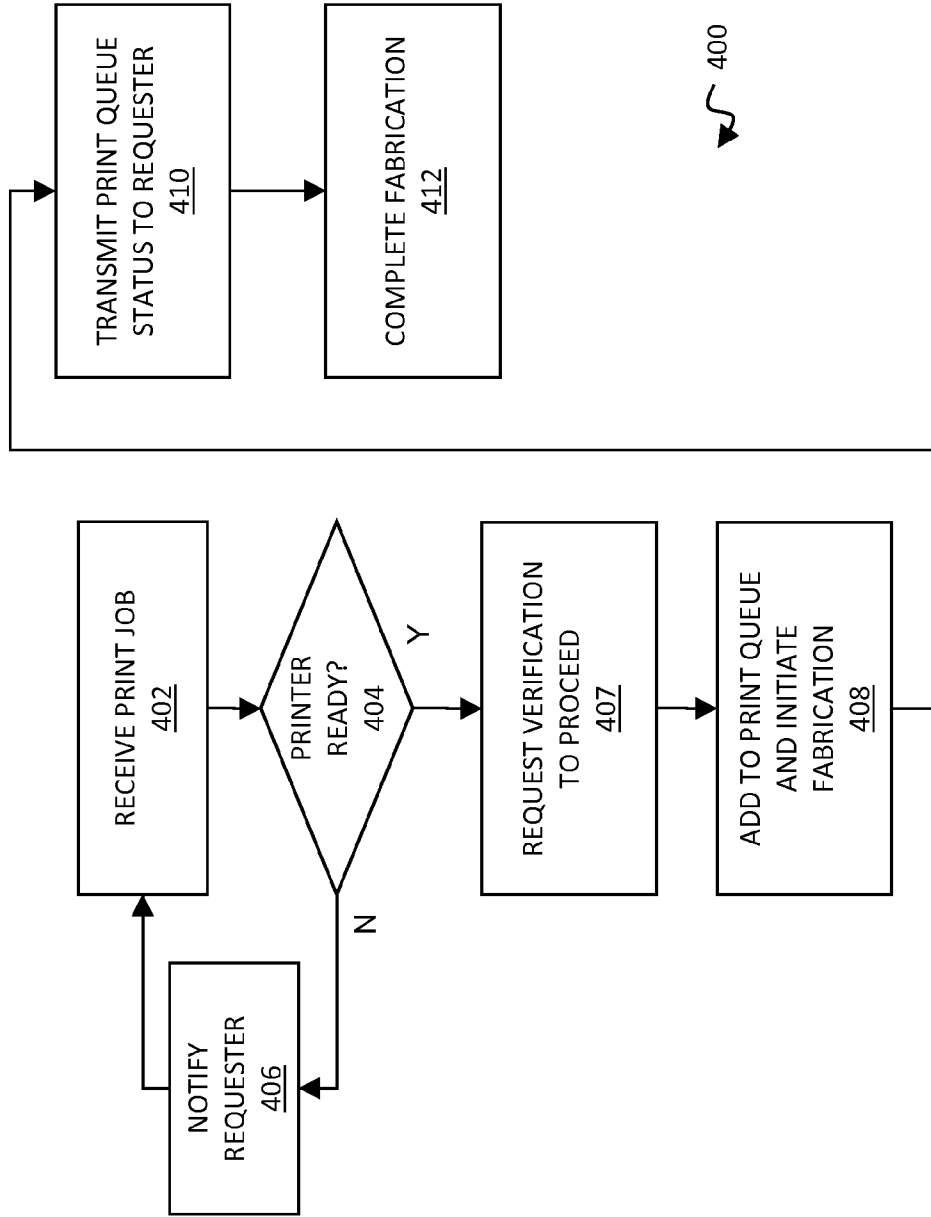 RECEIVE PRINT JOB
402
PRINTER
READY?
404
N
Y
NOTIFY
REQUESTER
406
REQUEST VERIFICATION
TO PROCEED
407
ADD TO PRINT QUEUE
AND INITIATE
FABRICATION
408
TRANSMIT PRINT QUEUE
STATUS TO REQUESTER
410
COMPLETE FABRICATION
412
400